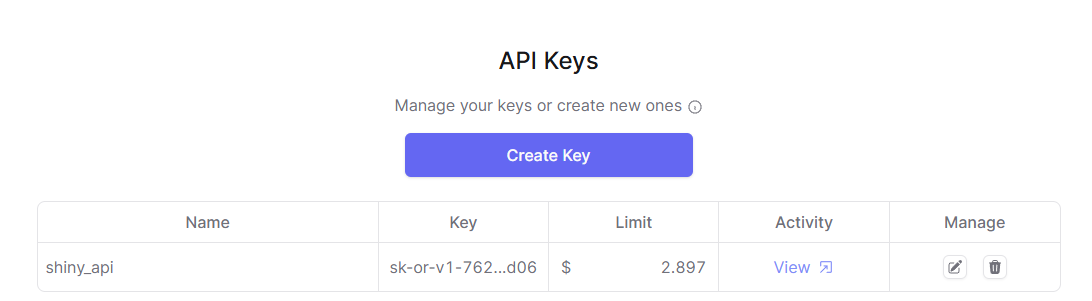 API Keys
Manage your keys or create new ones
Create Key
Name Key Limit Activity Manage
shiny_api sk-or-v1-762...d06 $ 2.897 View